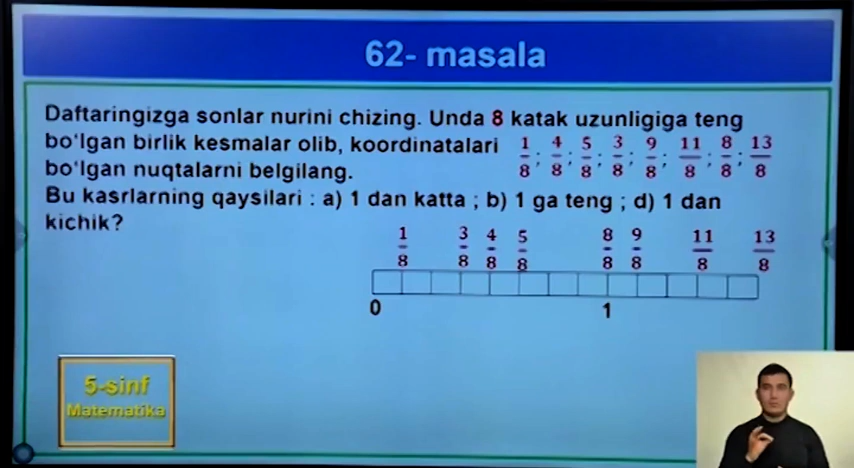 62- masala
Daftaringizga sonlar nurini chizing. Unda 8 katak uzunligiga teng
bo‘lgan birlik kesmalar olib, koordinatalari 1/8; 4/8; 5/8; 3/8; 9/8; 11/8; 8/8; 13/8
bo‘lgan nuqtalarni belgilang.
Bu kasrlarning qaysilari : a) 1 dan katta ; b) 1 ga teng ; d) 1 dan
kichik?
1/8 3/8 4/8 5/8 8/8 9/8 11/8 13/8
0 1
5-sinf
Matematika